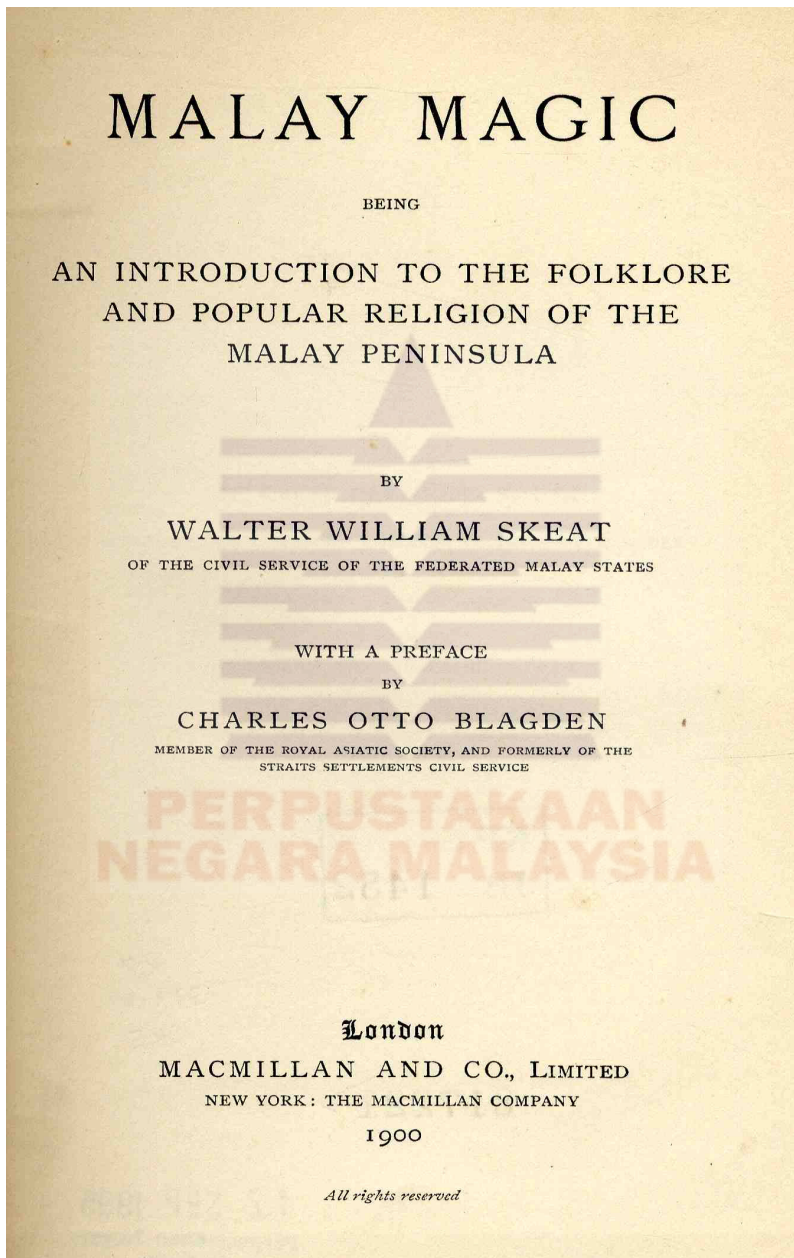 MALAY MAGIC
BEING
AN INTRODUCTION TO THE FOLKLORE
AND POPULAR RELIGION OF THE
MALAY PENINSULA
BY
WALTER WILLIAM SKEAT
OF THE CIVIL SERVICE OF THE FEDERATED MALAY STATES
WITH A PREFACE
BY
CHARLES OTTO BLAGDEN
MEMBER OF THE ROYAL ASIATIC SOCIETY, AND FORMERLY OF THE
STRAITS SETTLEMENTS CIVIL SERVICE
PERPUSTAKAAN
NEGARA MALAYSIA
London
MACMILLAN AND CO., LIMITED
NEW YORK: THE MACMILLAN COMPANY
1900
All rights reserved